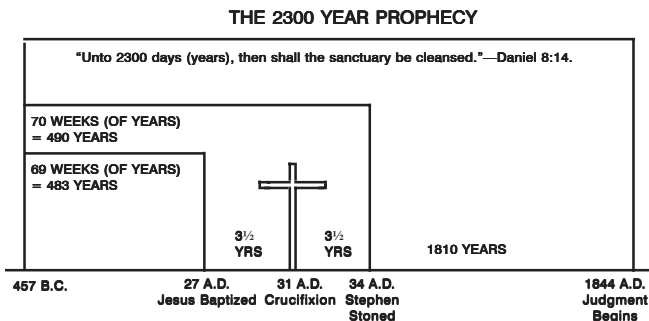 THE 2300 YEAR PROPHECY
“Unto 2300 days (years), then shall the sanctuary be cleansed.”—Daniel 8:14.
70 WEEKS (OF YEARS)
= 490 YEARS
69 WEEKS (OF YEARS)
= 483 YEARS
3½
YRS
3½
YRS
1810 YEARS
457 B.C.
27 A.D.
Jesus Baptized
31 A.D.
Crucifixion
34 A.D.
Stephen
Stoned
1844 A.D.
Judgment
Begins